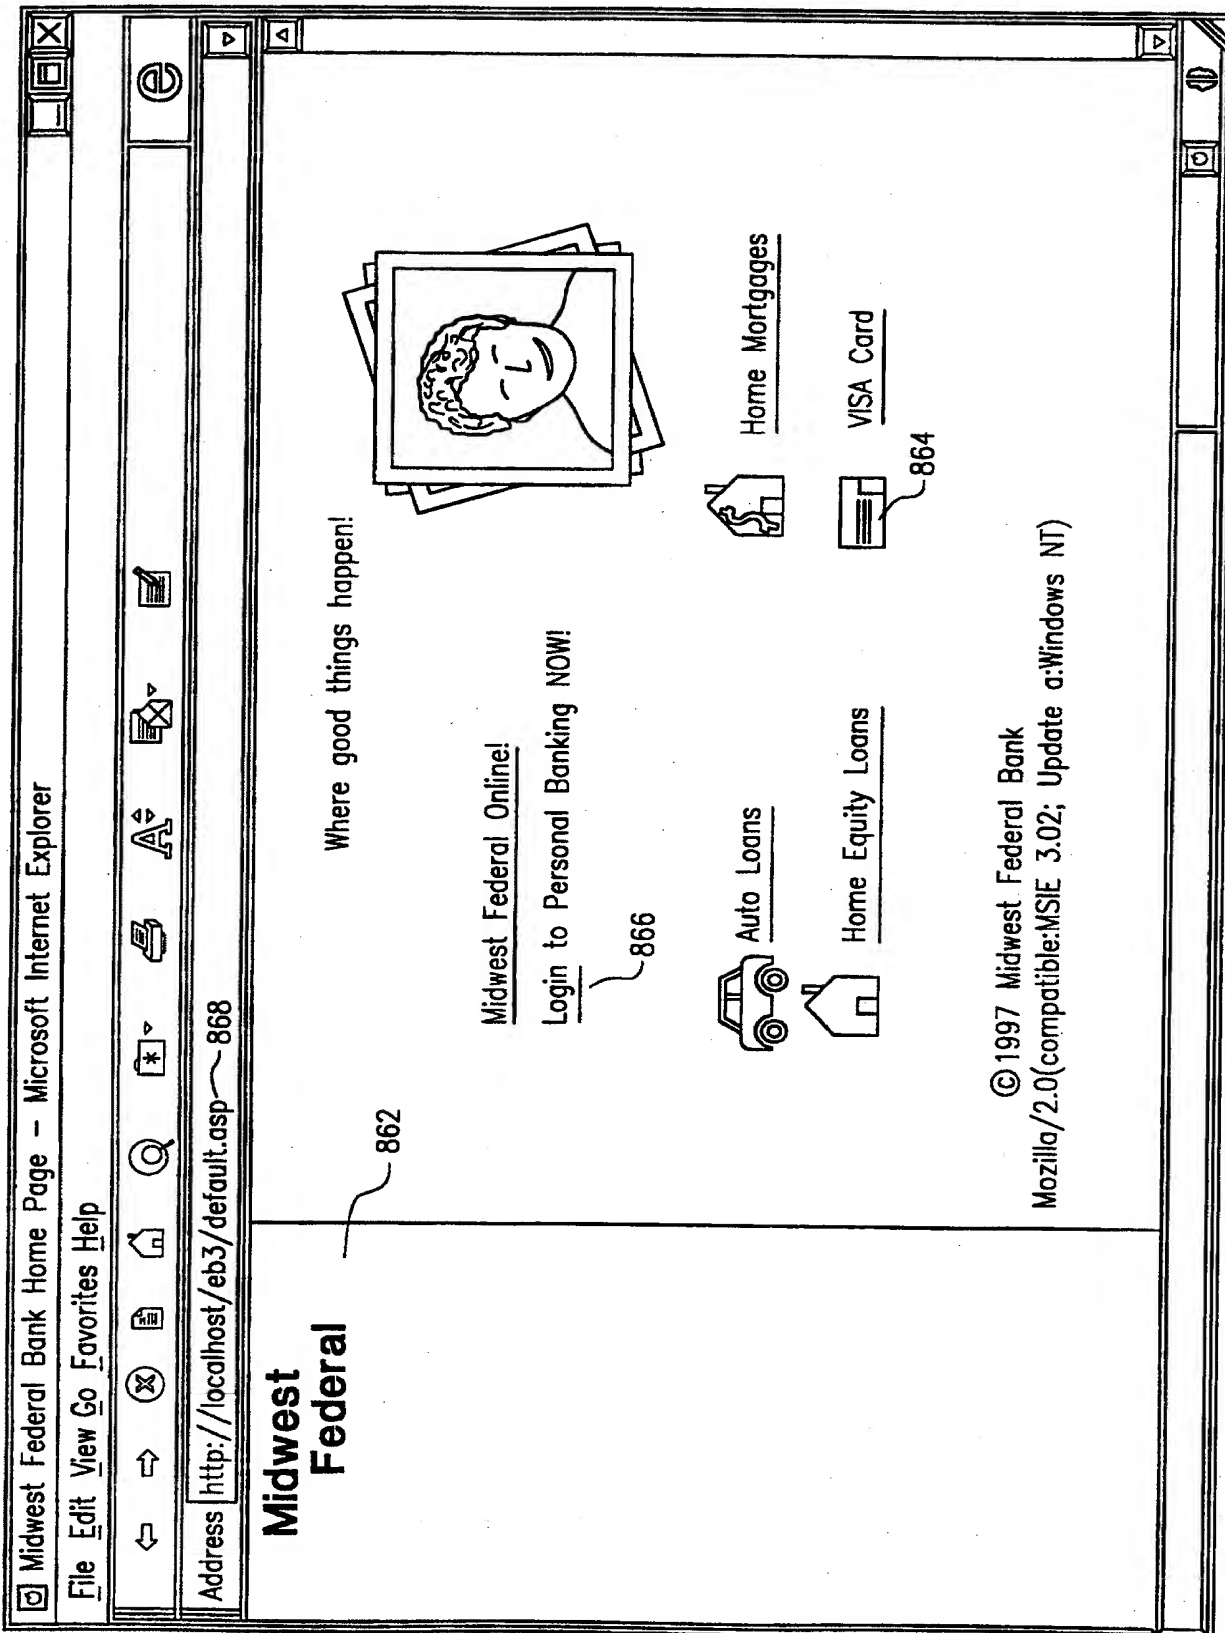 Midwest Federal Bank Home Page – Microsoft Internet Explorer
File Edit View Go Favorites Help
Address http://localhost/eb3/default.asp 868
Midwest
Federal
862
Where good things happen!
Midwest Federal Online!
Login to Personal Banking NOW!
866
Auto Loans
Home Mortgages
Home Equity Loans
VISA Card
864
©1997 Midwest Federal Bank
Mozilla/2.0(compatible:MSIE 3.02; Update a:Windows NT)